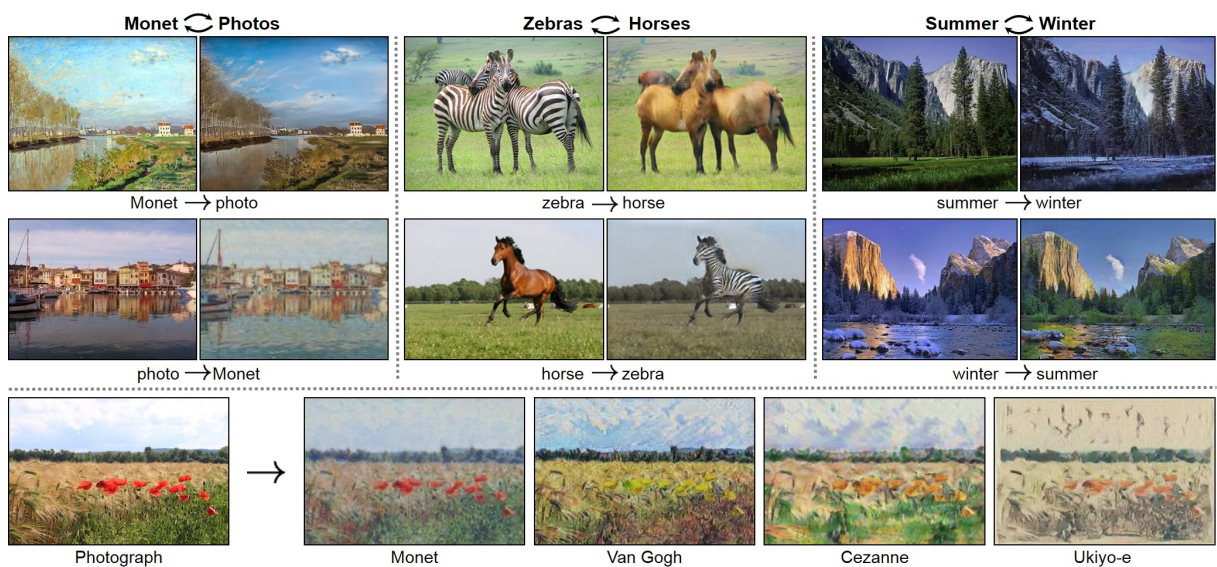 Monet Photos
Zebras Horses
Summer Winter
Monet → photo
zebra → horse
summer → winter
photo → Monet
horse → zebra
winter → summer
Photograph
Monet
Van Gogh
Cezanne
Ukiyo-e